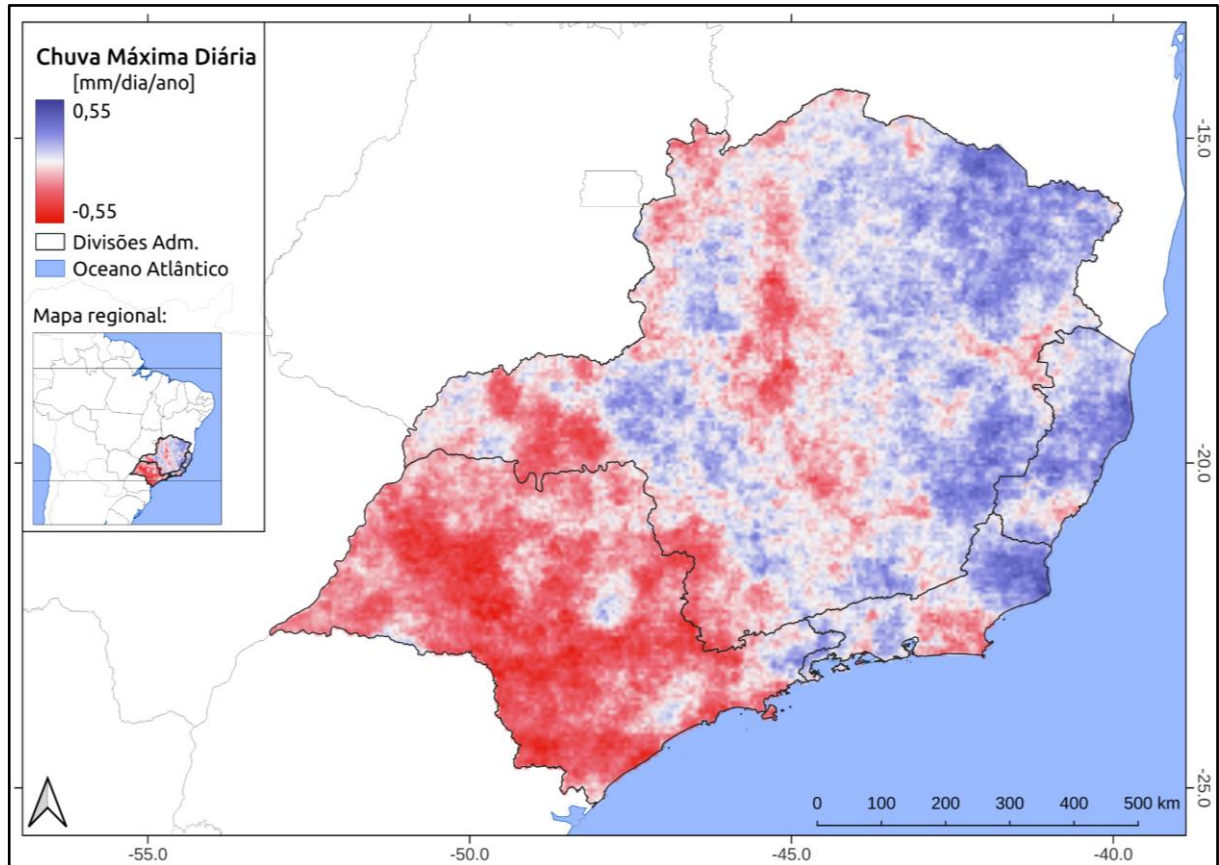 Chuva Máxima Diária
[mm/dia/ano]
0,55
-0,55
Divisões Adm.
Oceano Atlântico
Mapa regional:
-15.0
-20.0
-25.0
0 100 200 300 400 500 km
-55.0 -50.0 -45.0 -40.0